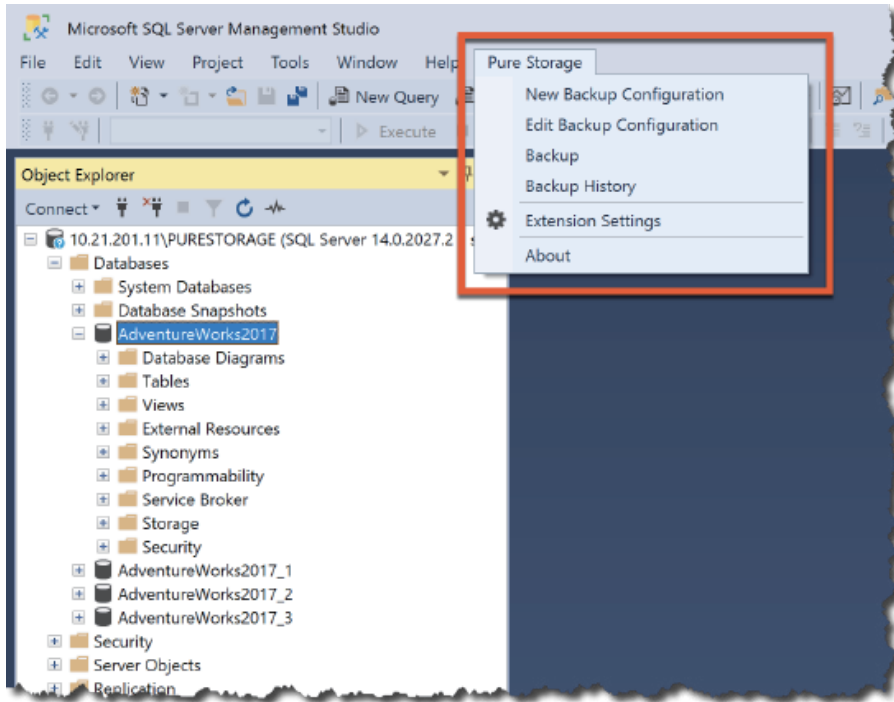 Microsoft SQL Server Management Studio
File Edit View Project Tools Window Help Pure Storage
New Query
Execute
New Backup Configuration
Edit Backup Configuration
Backup
Backup History
Extension Settings
About
Object Explorer
Connect
10.21.201.11\PURESTORAGE (SQL Server 14.0.2027.2
Databases
System Databases
Database Snapshots
AdventureWorks2017
Database Diagrams
Tables
Views
External Resources
Synonyms
Programmability
Service Broker
Storage
Security
AdventureWorks2017_1
AdventureWorks2017_2
AdventureWorks2017_3
Security
Server Objects
Replication